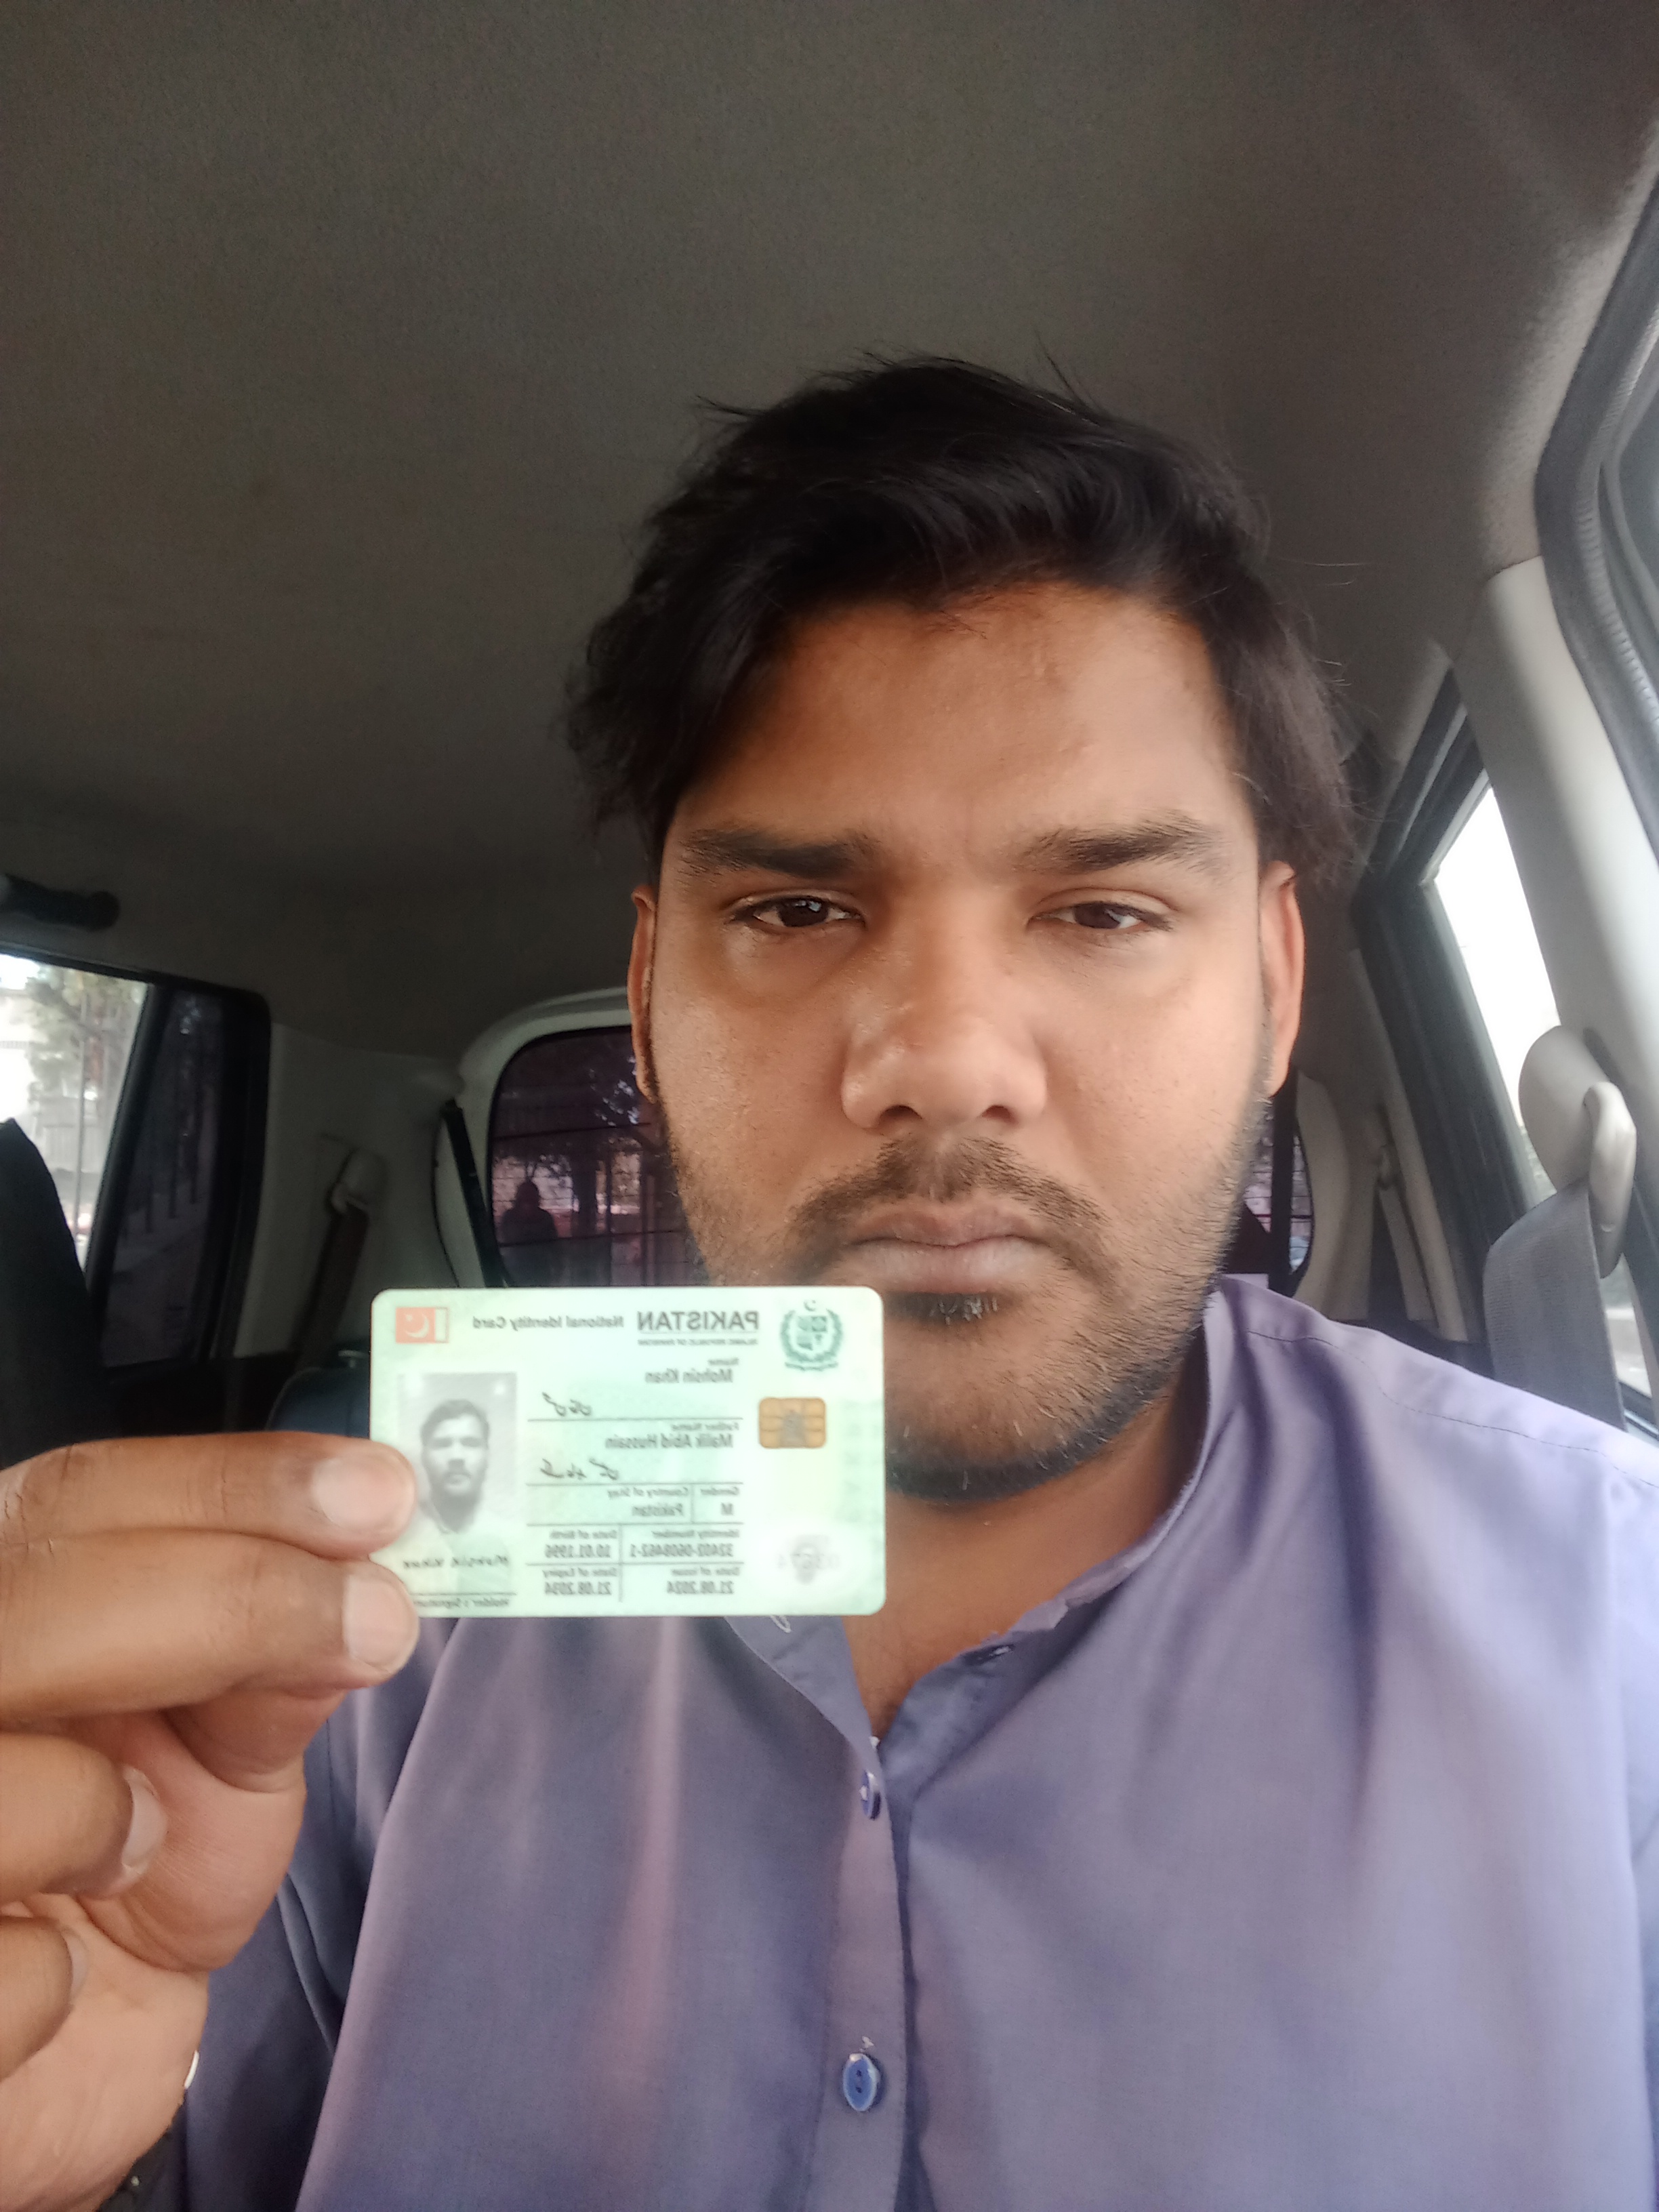 PAKISTAN National Identity Card
ISLAMIC REPUBLIC OF PAKISTAN
Name
Mohsin Khan
Father Name
Malik Abid Hussain
Gender Country of Stay
M Pakistan
Identity Number Date of Birth
32402-0608462-1 10.01.1996
Date of Issue Date of Expiry
21.08.2024 21.08.2034
Mohsin Khan
Holder's Signature